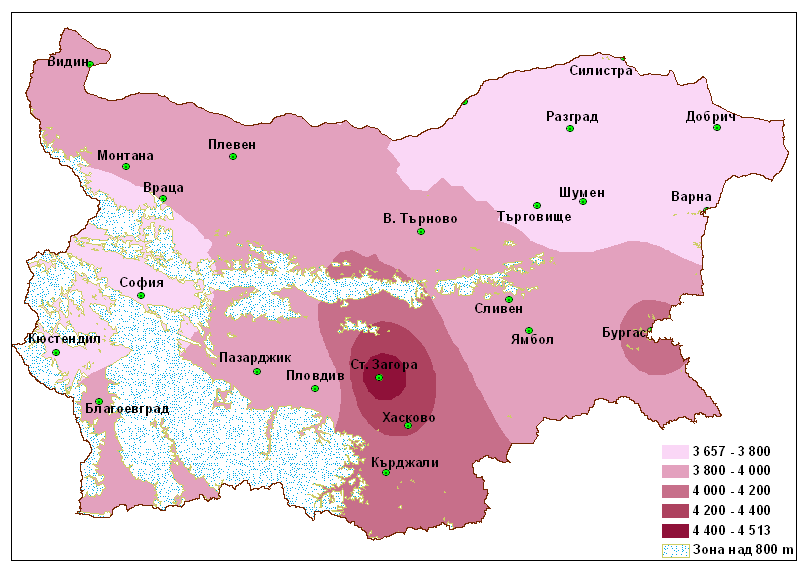 Видин
Силистра
Разград
Добрич
Плевен
Монтана
Враца
Шумен
Варна
В. Търново
Търговище
София
Сливен
Кюстендил
Ямбол
Бургас
Пазарджик
Ст. Загора
Пловдив
Благоевград
Хасково
Кърджали
3 657 - 3 800
3 800 - 4 000
4 000 - 4 200
4 200 - 4 400
4 400 - 4 513
Зона над 800 m